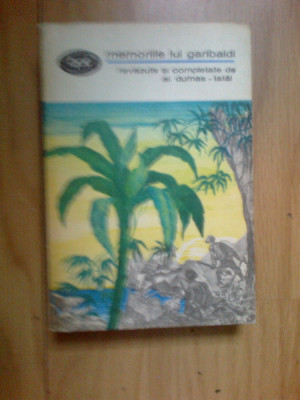 memoriile lui garibaldi
revăzute și completate de
al. dumas-tatăl